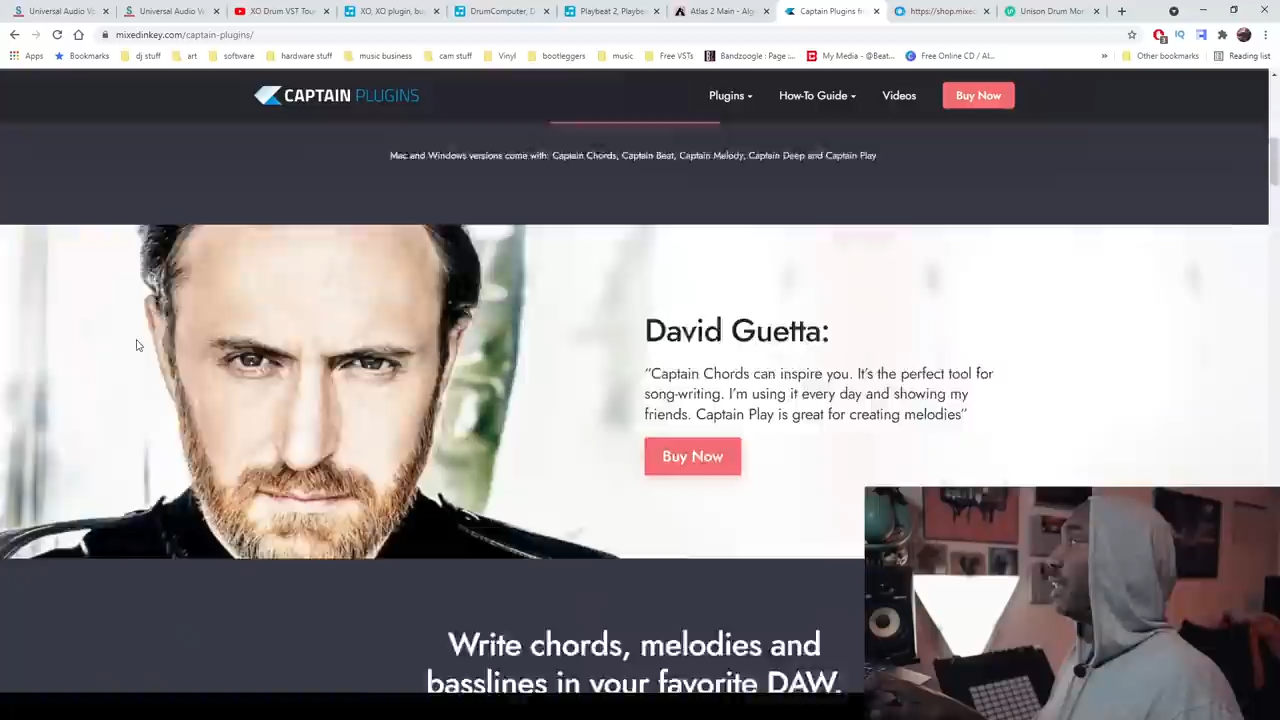 Universal Audio Vo
Universal Audio Ve
XO Drum VST Tour
XO, XO plugin, bu
DrumComputer, D
Playbeat 2, Playbe
Atlas 2 Main - Algo
Captain Plugins fr
https://shop.mixed
Unison Drum Mon
mixedinkey.com/captain-plugins/
Apps
Bookmarks
dj stuff
art
software
hardware stuff
music business
cam stuff
Vinyl
bootleggers
music
Free VSTs
Bandzoogle : Page :...
My Media - @Beat...
Free Online CD / Al...
»
Other bookmarks
Reading list
CAPTAIN PLUGINS
Plugins
How-To Guide
Videos
Buy Now
Mac and Windows versions come with: Captain Chords, Captain Beat, Captain Melody, Captain Deep and Captain Play
David Guetta:
“Captain Chords can inspire you. It’s the perfect tool for
song-writing. I’m using it every day and showing my
friends. Captain Play is great for creating melodies”
Buy Now
Write chords, melodies and
basslines in your favorite DAW.